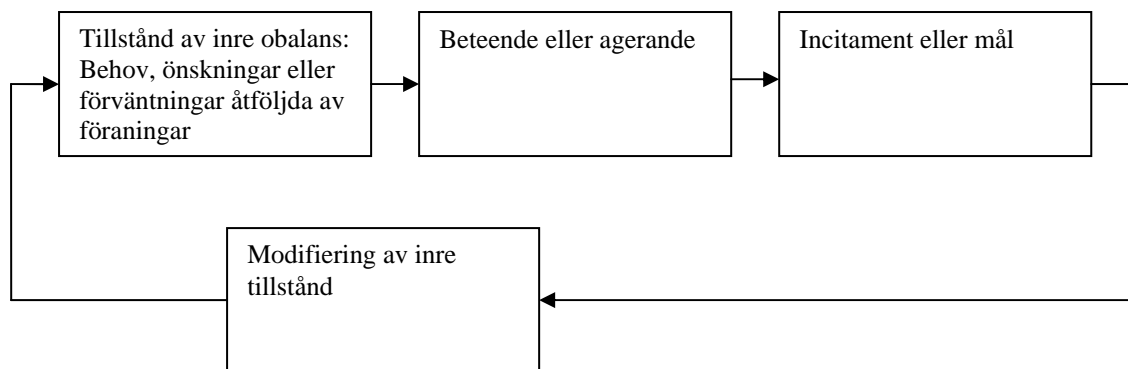 Tillstånd av inre obalans:
Behov, önskningar eller
förväntningar åtföljda av
föraningar
Beteende eller agerande
Incitament eller mål
Modifiering av inre
tillstånd